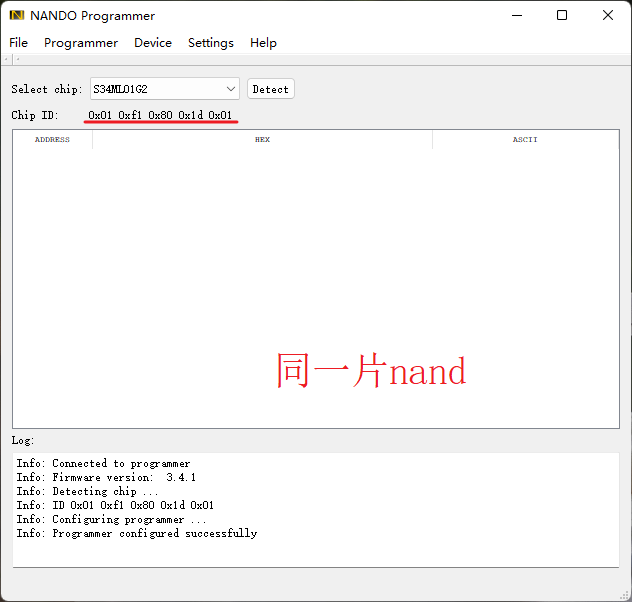 NANDO Programmer
File Programmer Device Settings Help
Select chip: S34ML01G2 Detect
Chip ID: 0x01 0xf1 0x80 0x1d 0x01
ADDRESS HEX ASCII
同一片nand
Log:
Info: Connected to programmer
Info: Firmware version:  3.4.1
Info: Detecting chip ...
Info: ID 0x01 0xf1 0x80 0x1d 0x01
Info: Configuring programmer ...
Info: Programmer configured successfully